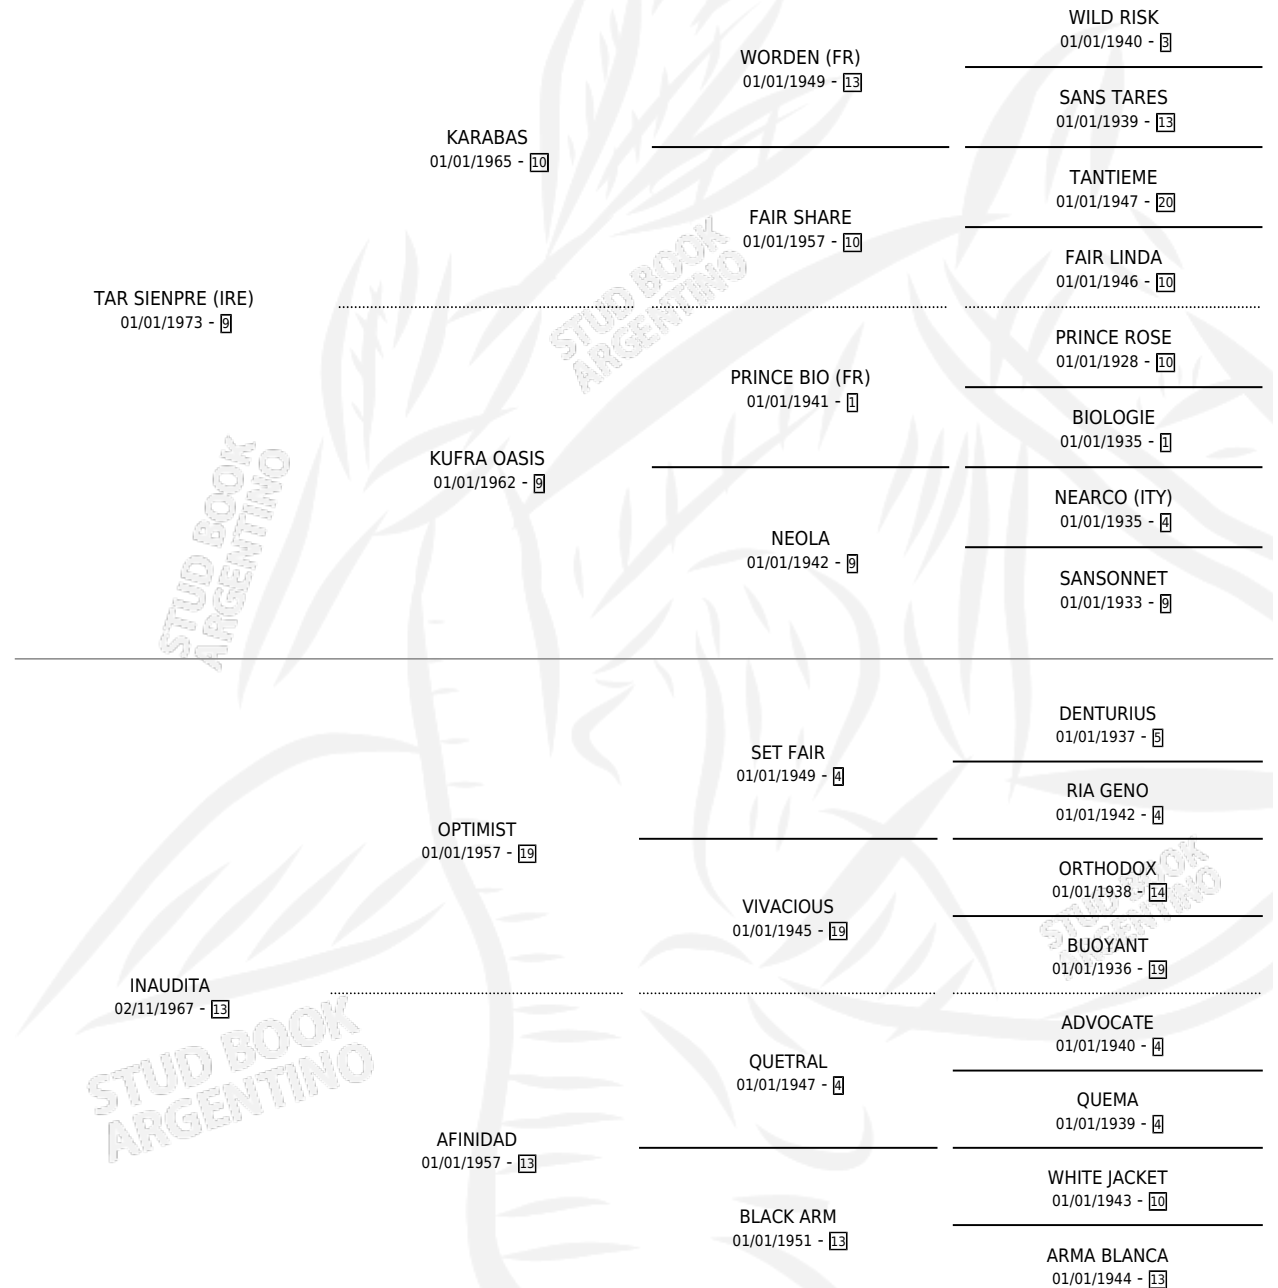 WILD RISK
01/01/1940 - 3
WORDEN (FR)
01/01/1949 - 13
SANS TARES
01/01/1939 - 13
KARABAS
01/01/1965 - 10
TANTIEME
01/01/1947 - 20
FAIR SHARE
01/01/1957 - 10
FAIR LINDA
01/01/1946 - 10
TAR SIENPRE (IRE)
01/01/1973 - 9
STUD BOOK
ARGENTINO
PRINCE ROSE
01/01/1928 - 10
PRINCE BIO (FR)
01/01/1941 - 1
BIOLOGIE
01/01/1935 - 1
KUFRA OASIS
01/01/1962 - 9
NEARCO (ITY)
01/01/1935 - 4
NEOLA
01/01/1942 - 9
SANSONNET
01/01/1933 - 9
STUD BOOK
ARGENTINO
DENTURIUS
01/01/1937 - 5
SET FAIR
01/01/1949 - 4
RIA GENO
01/01/1942 - 4
OPTIMIST
01/01/1957 - 19
ORTHODOX
01/01/1938 - 14
VIVACIOUS
01/01/1945 - 19
STUD BOOK
ARGENTINO
BUOYANT
01/01/1936 - 19
INAUDITA
02/11/1967 - 13
STUD BOOK
ARGENTINO
ADVOCATE
01/01/1940 - 4
QUETRAL
01/01/1947 - 4
QUEMA
01/01/1939 - 4
AFINIDAD
01/01/1957 - 13
WHITE JACKET
01/01/1943 - 10
BLACK ARM
01/01/1951 - 13
ARMA BLANCA
01/01/1944 - 13